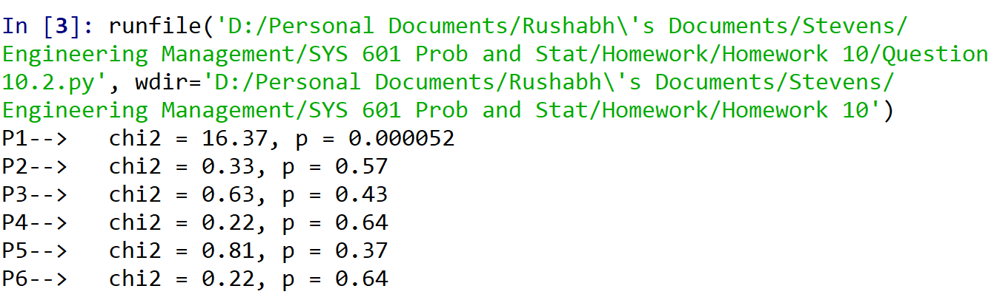 In [3]: runfile('D:/Personal Documents/Rushabh\'s Documents/Stevens/
Engineering Management/SYS 601 Prob and Stat/Homework/Homework 10/Question
10.2.py', wdir='D:/Personal Documents/Rushabh\'s Documents/Stevens/
Engineering Management/SYS 601 Prob and Stat/Homework/Homework 10')
P1-->   chi2 = 16.37, p = 0.000052
P2-->   chi2 = 0.33, p = 0.57
P3-->   chi2 = 0.63, p = 0.43
P4-->   chi2 = 0.22, p = 0.64
P5-->   chi2 = 0.81, p = 0.37
P6-->   chi2 = 0.22, p = 0.64